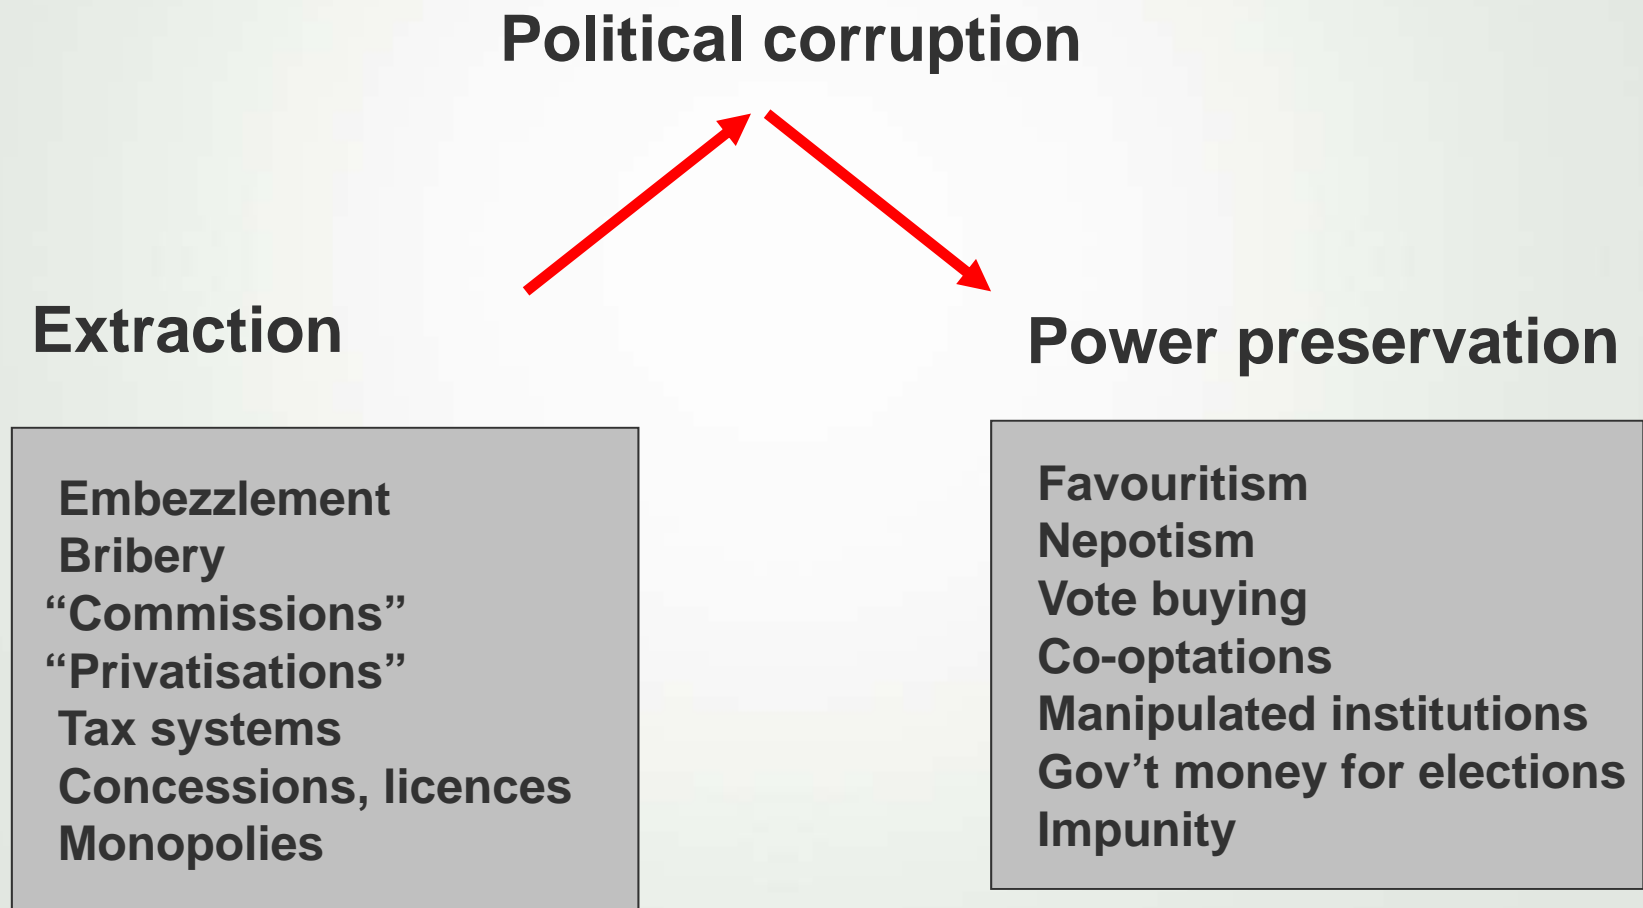 Political corruption
Extraction
Embezzlement
Bribery
“Commissions”
“Privatisations”
Tax systems
Concessions, licences
Monopolies
Power preservation
Favouritism
Nepotism
Vote buying
Co-optations
Manipulated institutions
Gov’t money for elections
Impunity